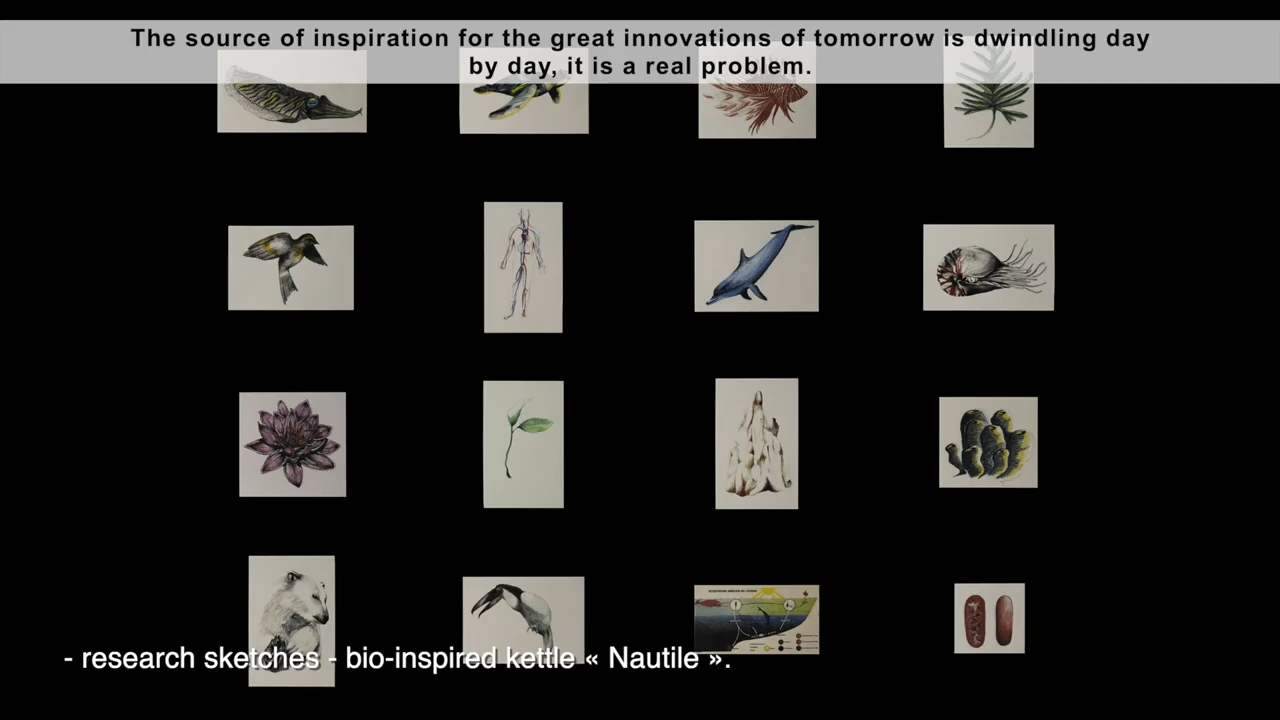 The source of inspiration for the great innovations of tomorrow is dwindling day
by day, it is a real problem.
- research sketches - bio-inspired kettle « Nautile ».